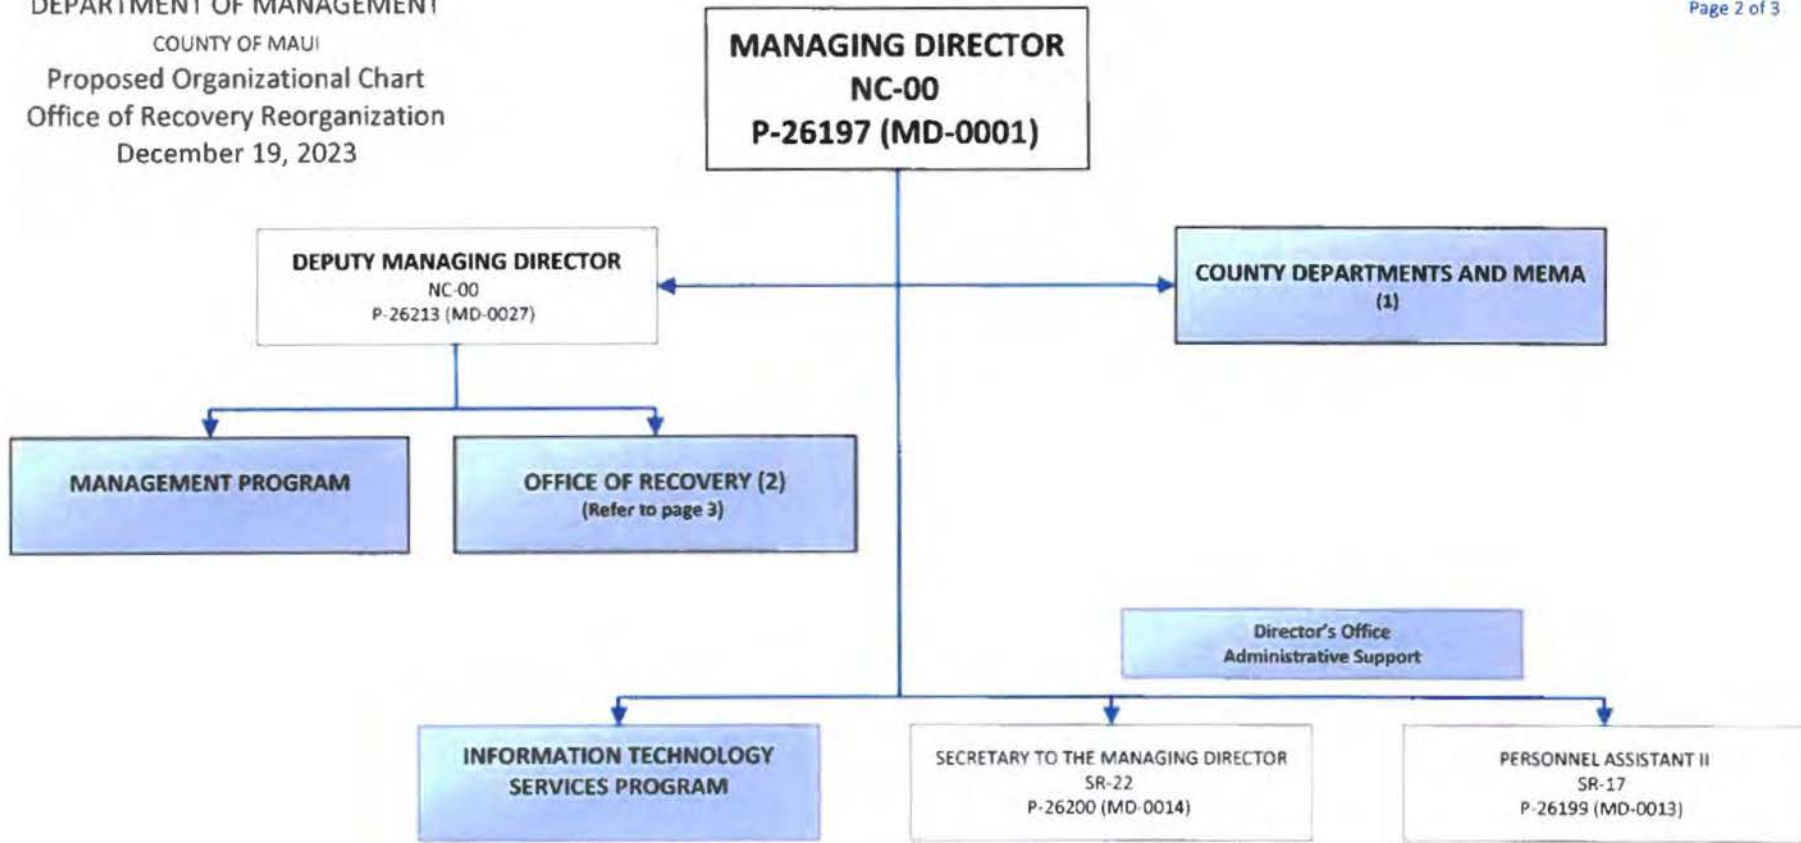 DEPARTMENT OF MANAGEMENT
COUNTY OF MAUI
Proposed Organizational Chart
Office of Recovery Reorganization
December 19, 2023
Page 2 of 3
MANAGING DIRECTOR
NC-00
P-26197 (MD-0001)
DEPUTY MANAGING DIRECTOR
NC-00
P-26213 (MD-0027)
COUNTY DEPARTMENTS AND MEMA
(1)
MANAGEMENT PROGRAM
OFFICE OF RECOVERY (2)
(Refer to page 3)
Director's Office
Administrative Support
INFORMATION TECHNOLOGY
SERVICES PROGRAM
SECRETARY TO THE MANAGING DIRECTOR
SR-22
P-26200 (MD-0014)
PERSONNEL ASSISTANT II
SR-17
P-26199 (MD-0013)